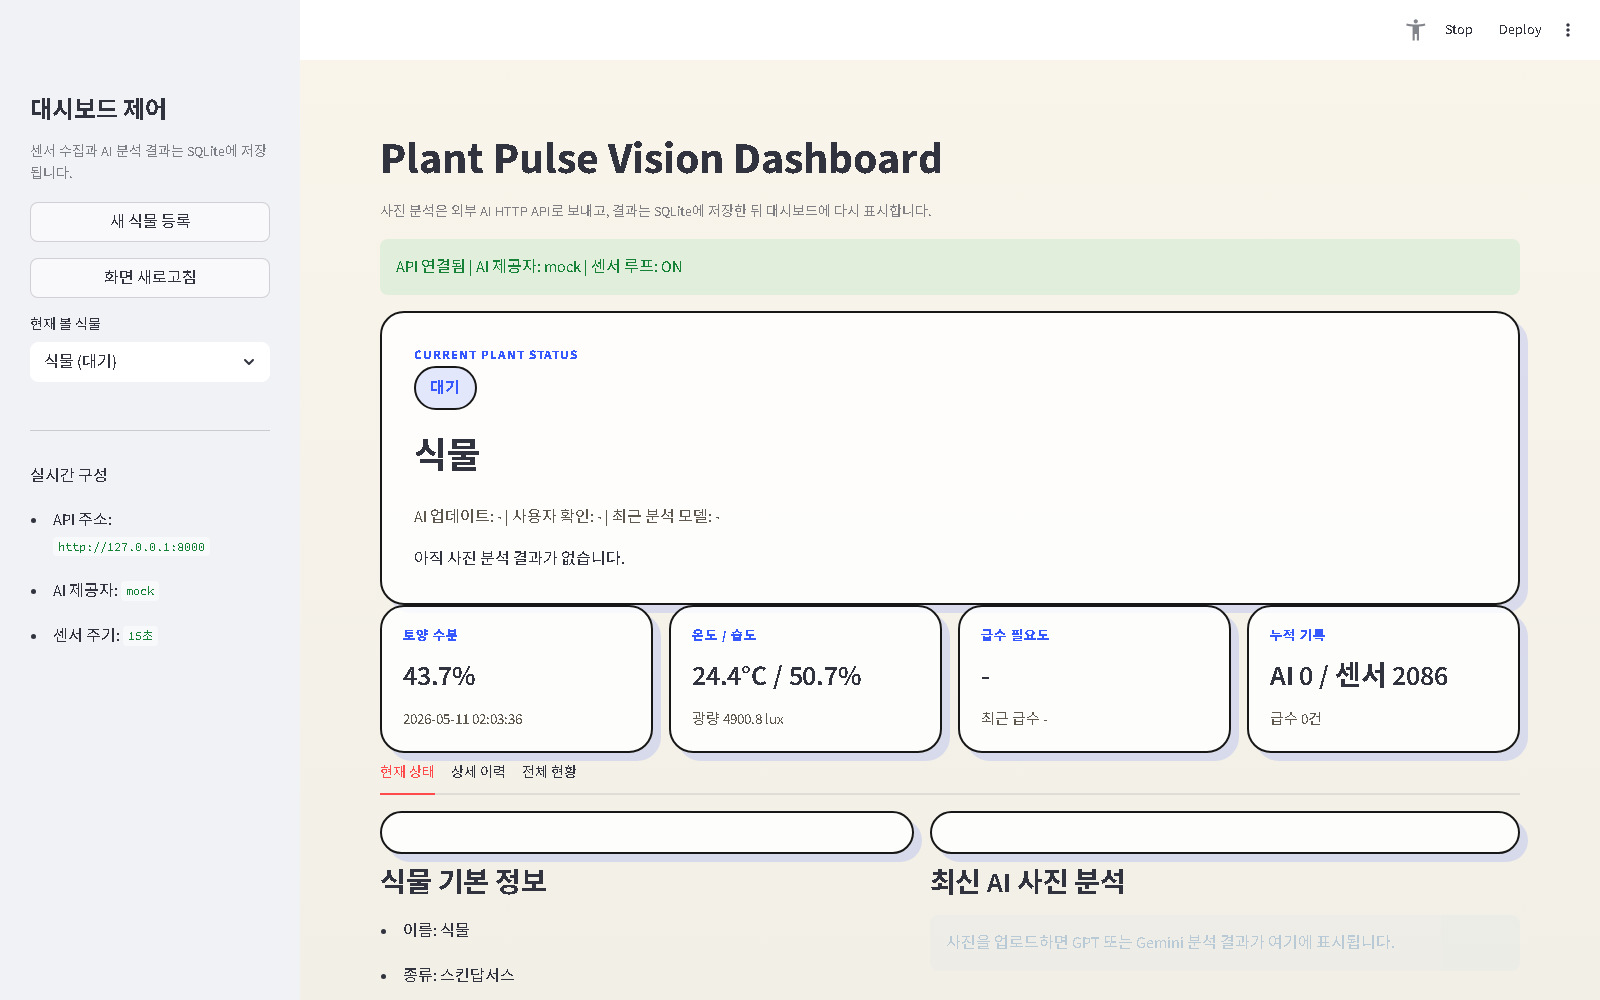 Stop
Deploy
대시보드 제어
센서 수집과 AI 분석 결과는 SQLite에 저장
됩니다.
새 식물 등록
화면 새로고침
현재 볼 식물
식물 (대기)
실시간 구성
API 주소:
http://127.0.0.1:8000
AI 제공자: mock
센서 주기: 15초
Plant Pulse Vision Dashboard
사진 분석은 외부 AI HTTP API로 보내고, 결과는 SQLite에 저장한 뒤 대시보드에 다시 표시합니다.
API 연결됨 | AI 제공자: mock | 센서 루프: ON
CURRENT PLANT STATUS
대기
식물
AI 업데이트: - | 사용자 확인: - | 최근 분석 모델: -
아직 사진 분석 결과가 없습니다.
토양 수분
43.7%
2026-05-11 02:03:36
온도 / 습도
24.4°C / 50.7%
광량 4900.8 lux
급수 필요도
-
최근 급수 -
누적 기록
AI 0 / 센서 2086
급수 0건
현재 상태
상세 이력
전체 현황
식물 기본 정보
이름: 식물
종류: 스킨답서스
최신 AI 사진 분석
사진을 업로드하면 GPT 또는 Gemini 분석 결과가 여기에 표시됩니다.